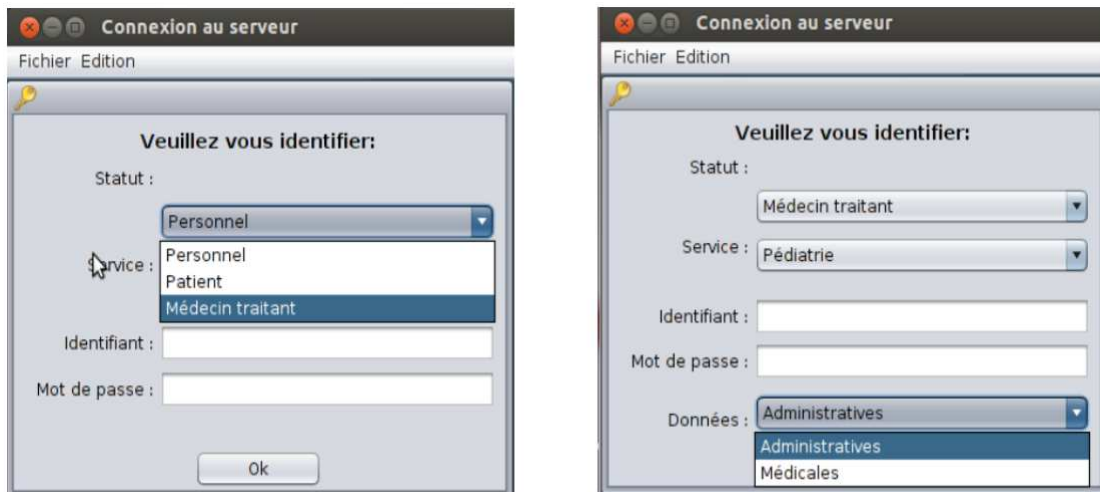 Connexion au serveur
Fichier Edition
Veuillez vous identifier:
Statut :
Personnel
Personnel
Service :
Patient
Médecin traitant
Identifiant :
Mot de passe :
Ok
Connexion au serveur
Fichier Edition
Veuillez vous identifier:
Statut :
Médecin traitant
Service : Pédiatrie
Identifiant :
Mot de passe :
Données : Administratives
Administratives
Médicales